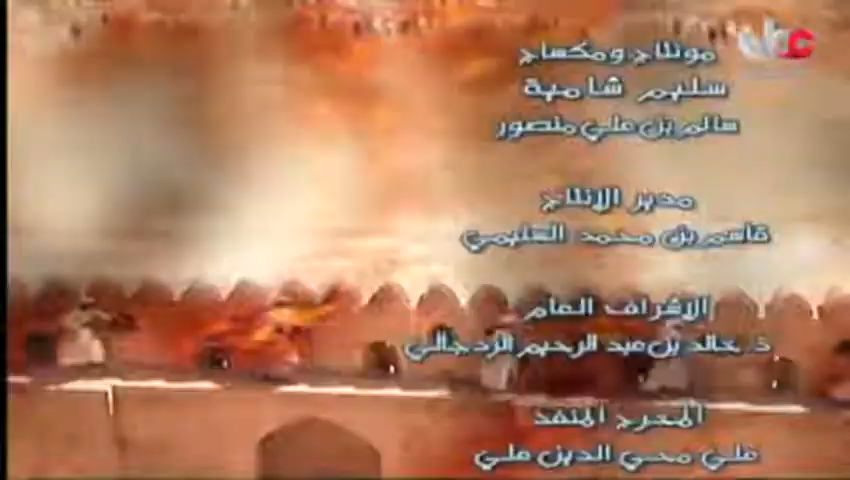 مونتاج ومكساج
سليم شامية
سالم بن علي منصور
مدير الإنتاج
قاسم بن محمد السليمي
الإشراف العام
د. خالد بن عبد الرحيم الزدجالي
المخرج المنفذ
علي محي الدين علي